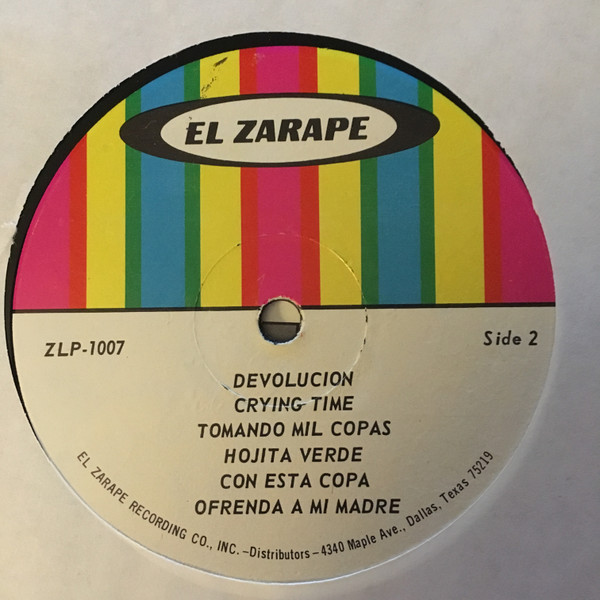 EL ZARAPE
ZLP-1007
Side 2
DEVOLUCION
CRYING TIME
TOMANDO MIL COPAS
HOJITA VERDE
CON ESTA COPA
OFRENDA A MI MADRE
EL ZARAPE RECORDING CO., INC. -Distributors-4340 Maple Ave., Dallas, Texas 75219